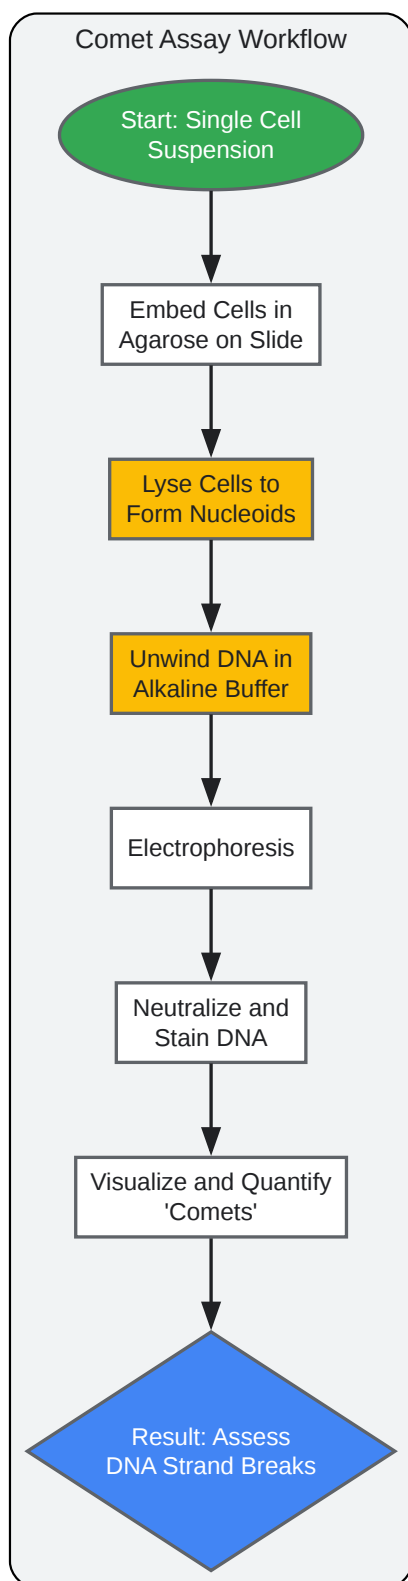 Comet Assay Workflow
Start: Single Cell
Suspension
Embed Cells in
Agarose on Slide
Lyse Cells to
Form Nucleoids
Unwind DNA in
Alkaline Buffer
Electrophoresis
Neutralize and
Stain DNA
Visualize and Quantify
'Comets'
Result: Assess
DNA Strand Breaks